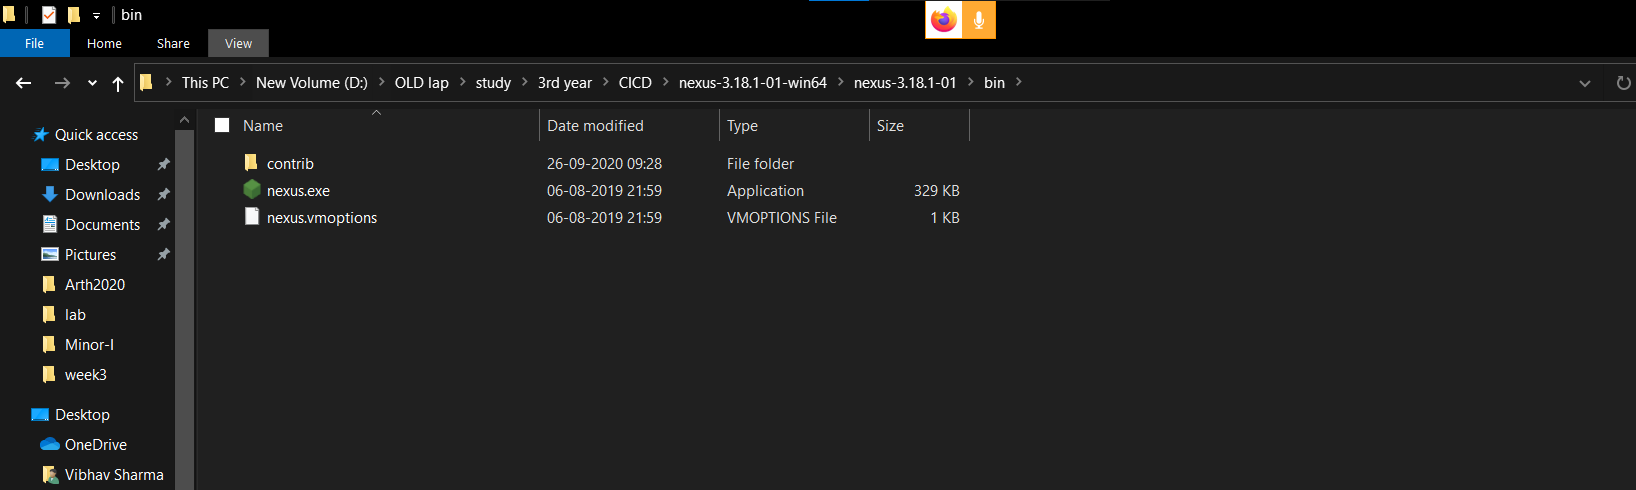 bin
File Home Share View
This PC New Volume (D:) OLD lap study 3rd year CICD nexus-3.18.1-01-win64 nexus-3.18.1-01 bin
Quick access
Desktop
Downloads
Documents
Pictures
Arth2020
lab
Minor-I
week3
Desktop
OneDrive
Vibhav Sharma
Name Date modified Type Size
contrib 26-09-2020 09:28 File folder
nexus.exe 06-08-2019 21:59 Application 329 KB
nexus.vmoptions 06-08-2019 21:59 VMOPTIONS File 1 KB